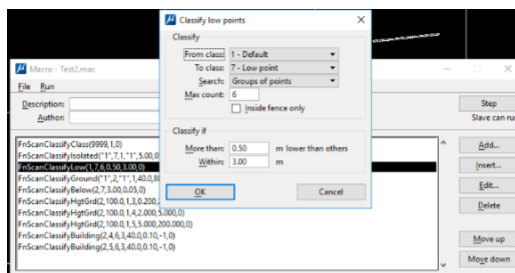 Classify low points
Classify
From class: 1 - Default
To class: 7 - Low point
Search: Groups of points
Max count: 6
Inside fence only
Classify if
More than: 0.50 m lower than others
Within: 3.00 m
OK Cancel
Macro - Test2.mac
File Run
Description:
Author:
Step
Slave can ru
FnScanClassifyClass(9999,1,0)
FnScanClassifyIsolated("1",7,1,"1",5.00,0
FnScanClassifyLow(1,7,6,0.50,3.00,0)
FnScanClassifyGround("1",2,"1",1,40.0,8
FnScanClassifyBelow(2,7,3.00,0.05,0)
FnScanClassifyHgtGrd(2,100.0,1,3,0.200,
FnScanClassifyHgtGrd(2,100.0,1,4,2.000,5.000,0)
FnScanClassifyHgtGrd(2,100.0,1,5,5.000,200.000,0)
FnScanClassifyBuilding(2,4,6,3,40.0,0.10,-1,0)
FnScanClassifyBuilding(2,5,6,3,40.0,0.10,-1,0)
Add...
Insert...
Edit...
Delete
Move up
Move down